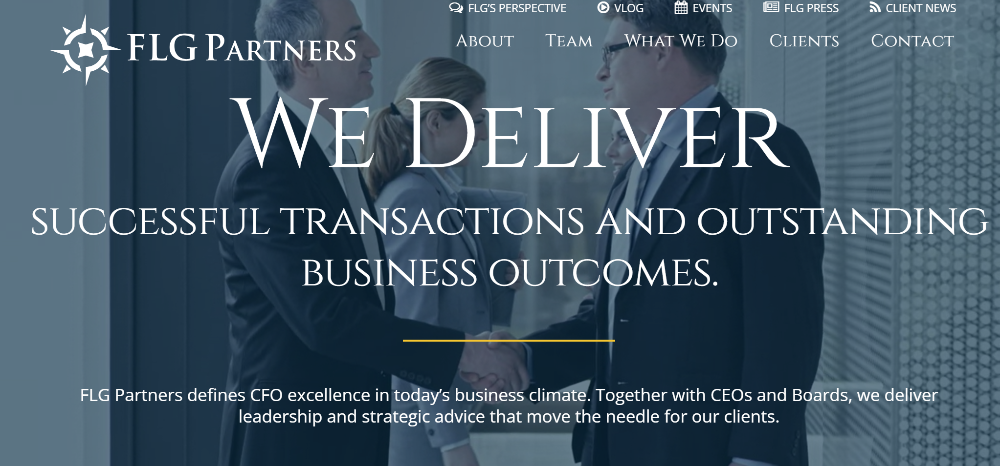 FLG'S PERSPECTIVE VLOG EVENTS FLG PRESS CLIENT NEWS
FLG PARTNERS
ABOUT TEAM WHAT WE DO CLIENTS CONTACT
WE DELIVER
SUCCESSFUL TRANSACTIONS AND OUTSTANDING
BUSINESS OUTCOMES.
FLG Partners defines CFO excellence in today’s business climate. Together with CEOs and Boards, we deliver
leadership and strategic advice that move the needle for our clients.